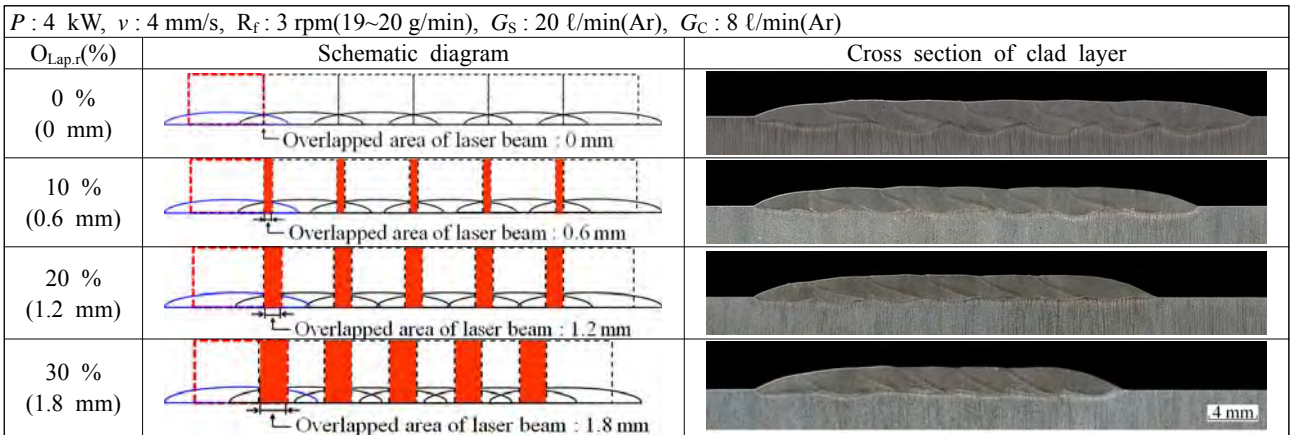 P : 4 kW, v : 4 mm/s, Rf : 3 rpm(19~20 g/min), GS : 20 ℓ/min(Ar), GC : 8 ℓ/min(Ar)
OLap.r(%) Schematic diagram Cross section of clad layer
0 %
(0 mm)
Overlapped area of laser beam : 0 mm
10 %
(0.6 mm)
Overlapped area of laser beam : 0.6 mm
20 %
(1.2 mm)
Overlapped area of laser beam : 1.2 mm
30 %
(1.8 mm)
Overlapped area of laser beam : 1.8 mm
4 mm